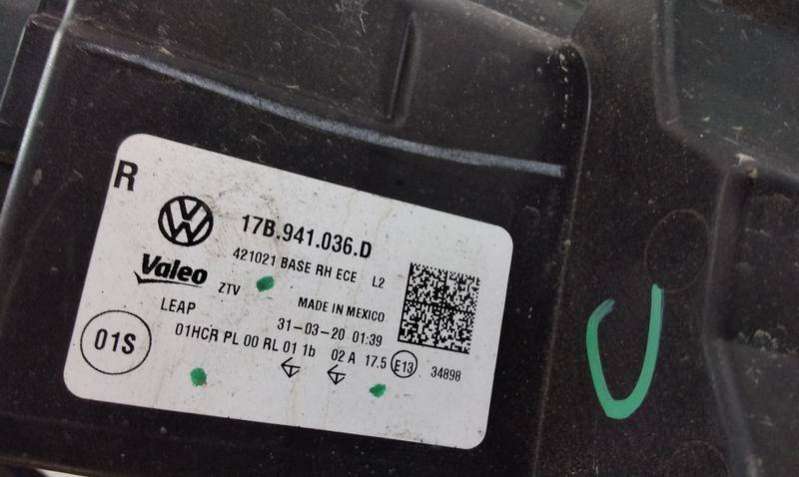 R
VW
17B.941.036.D
Valeo
421021 BASE RH ECE L2
ZTV
LEAP
MADE IN MEXICO
31-03-20 01:39
01S
01HCR PL 00 RL 01 1b 02 A 17.5 E13 34898